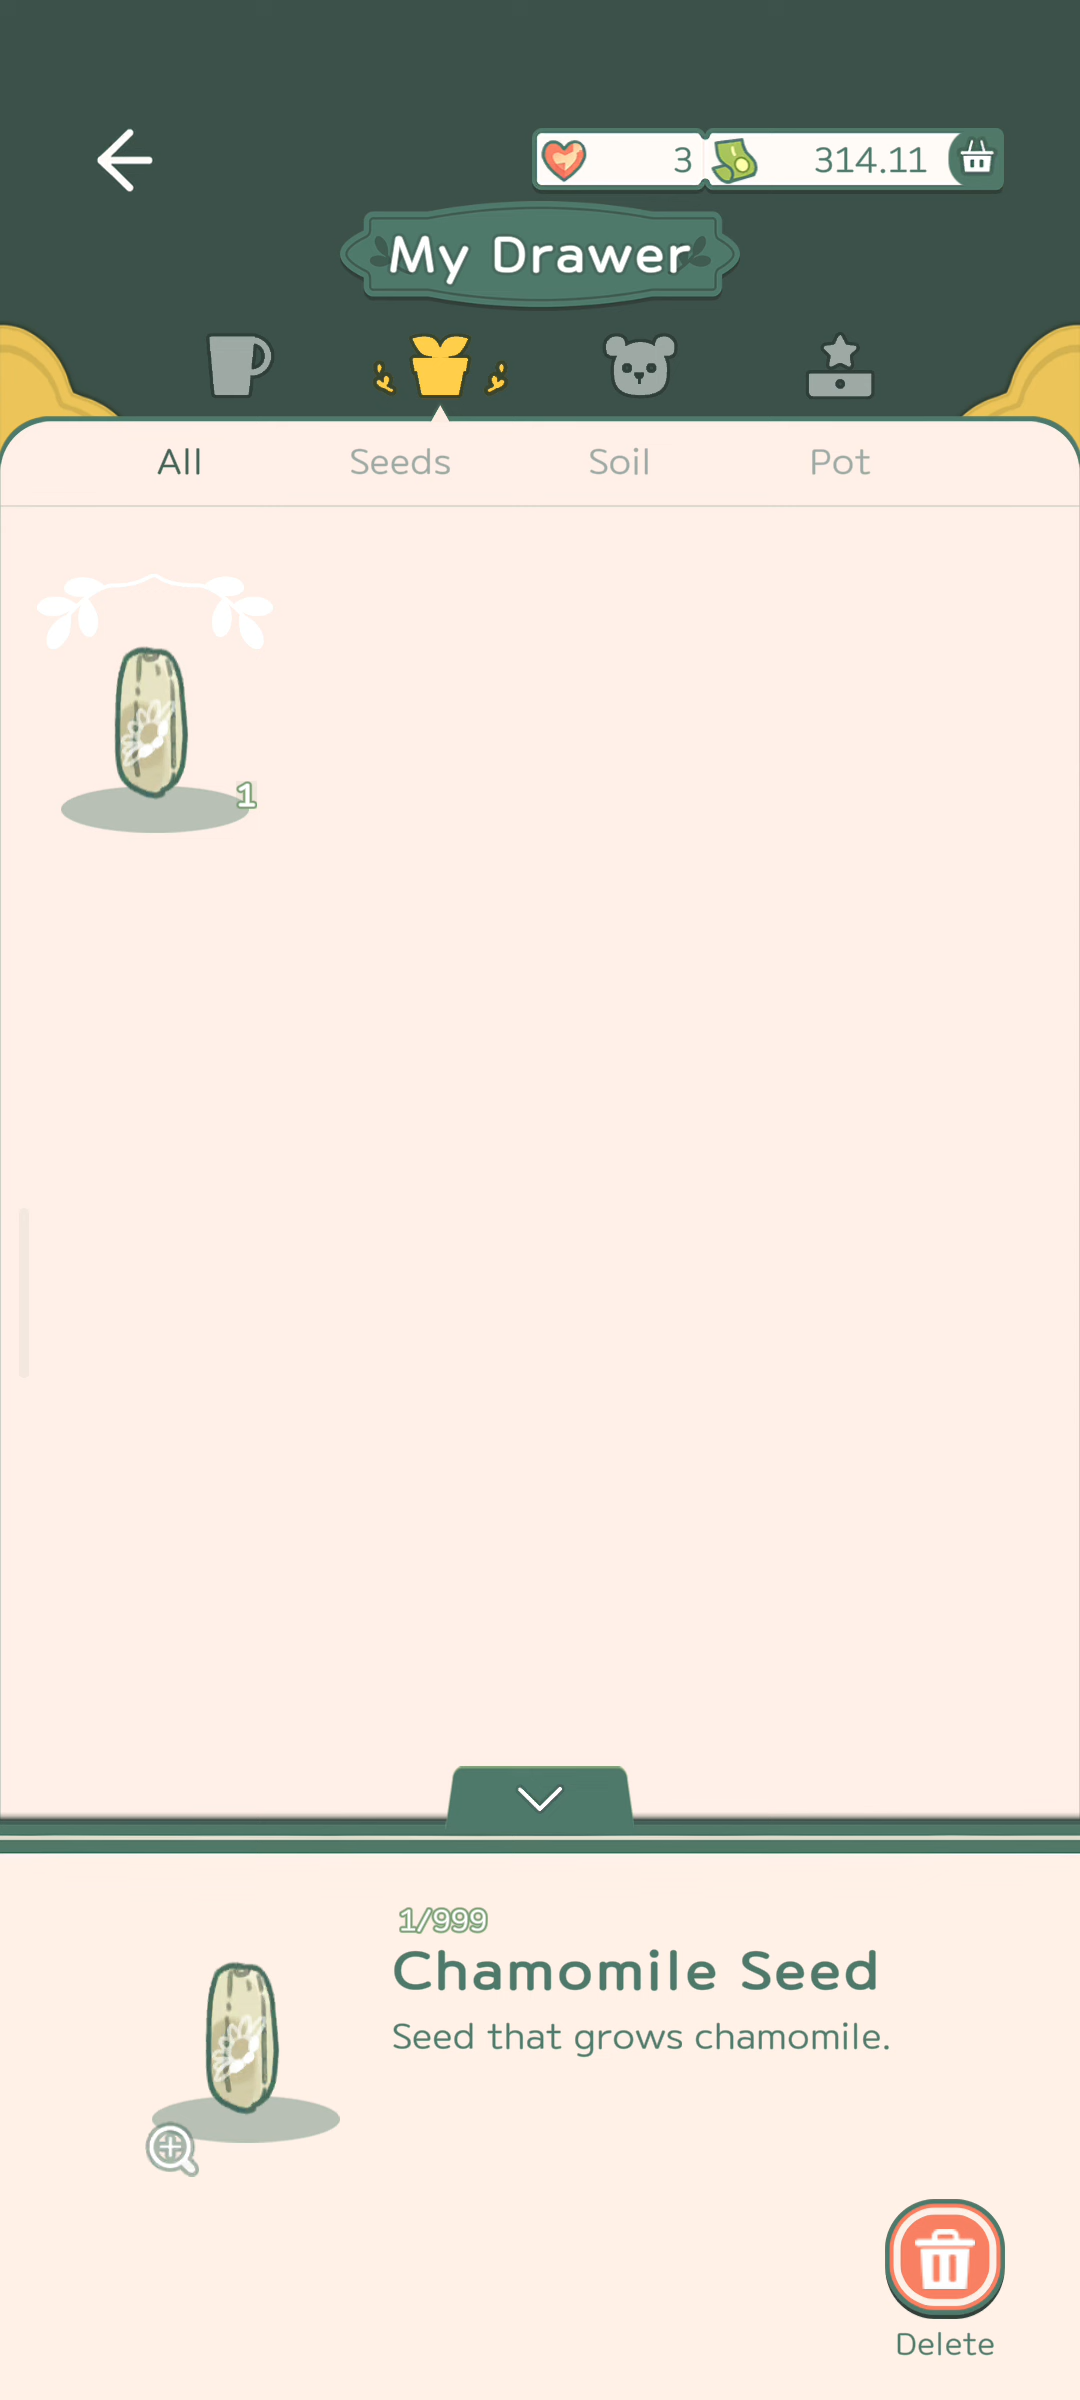 3 314.11
My Drawer
All Seeds Soil Pot
1
1/999
Chamomile Seed
Seed that grows chamomile.
Delete